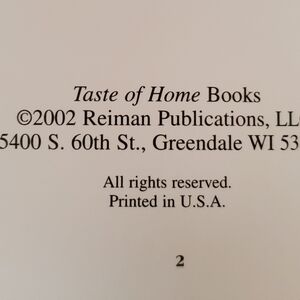 Taste of Home Books
©2002 Reiman Publications, LL
5400 S. 60th St., Greendale WI 53
All rights reserved.
Printed in U.S.A.
2